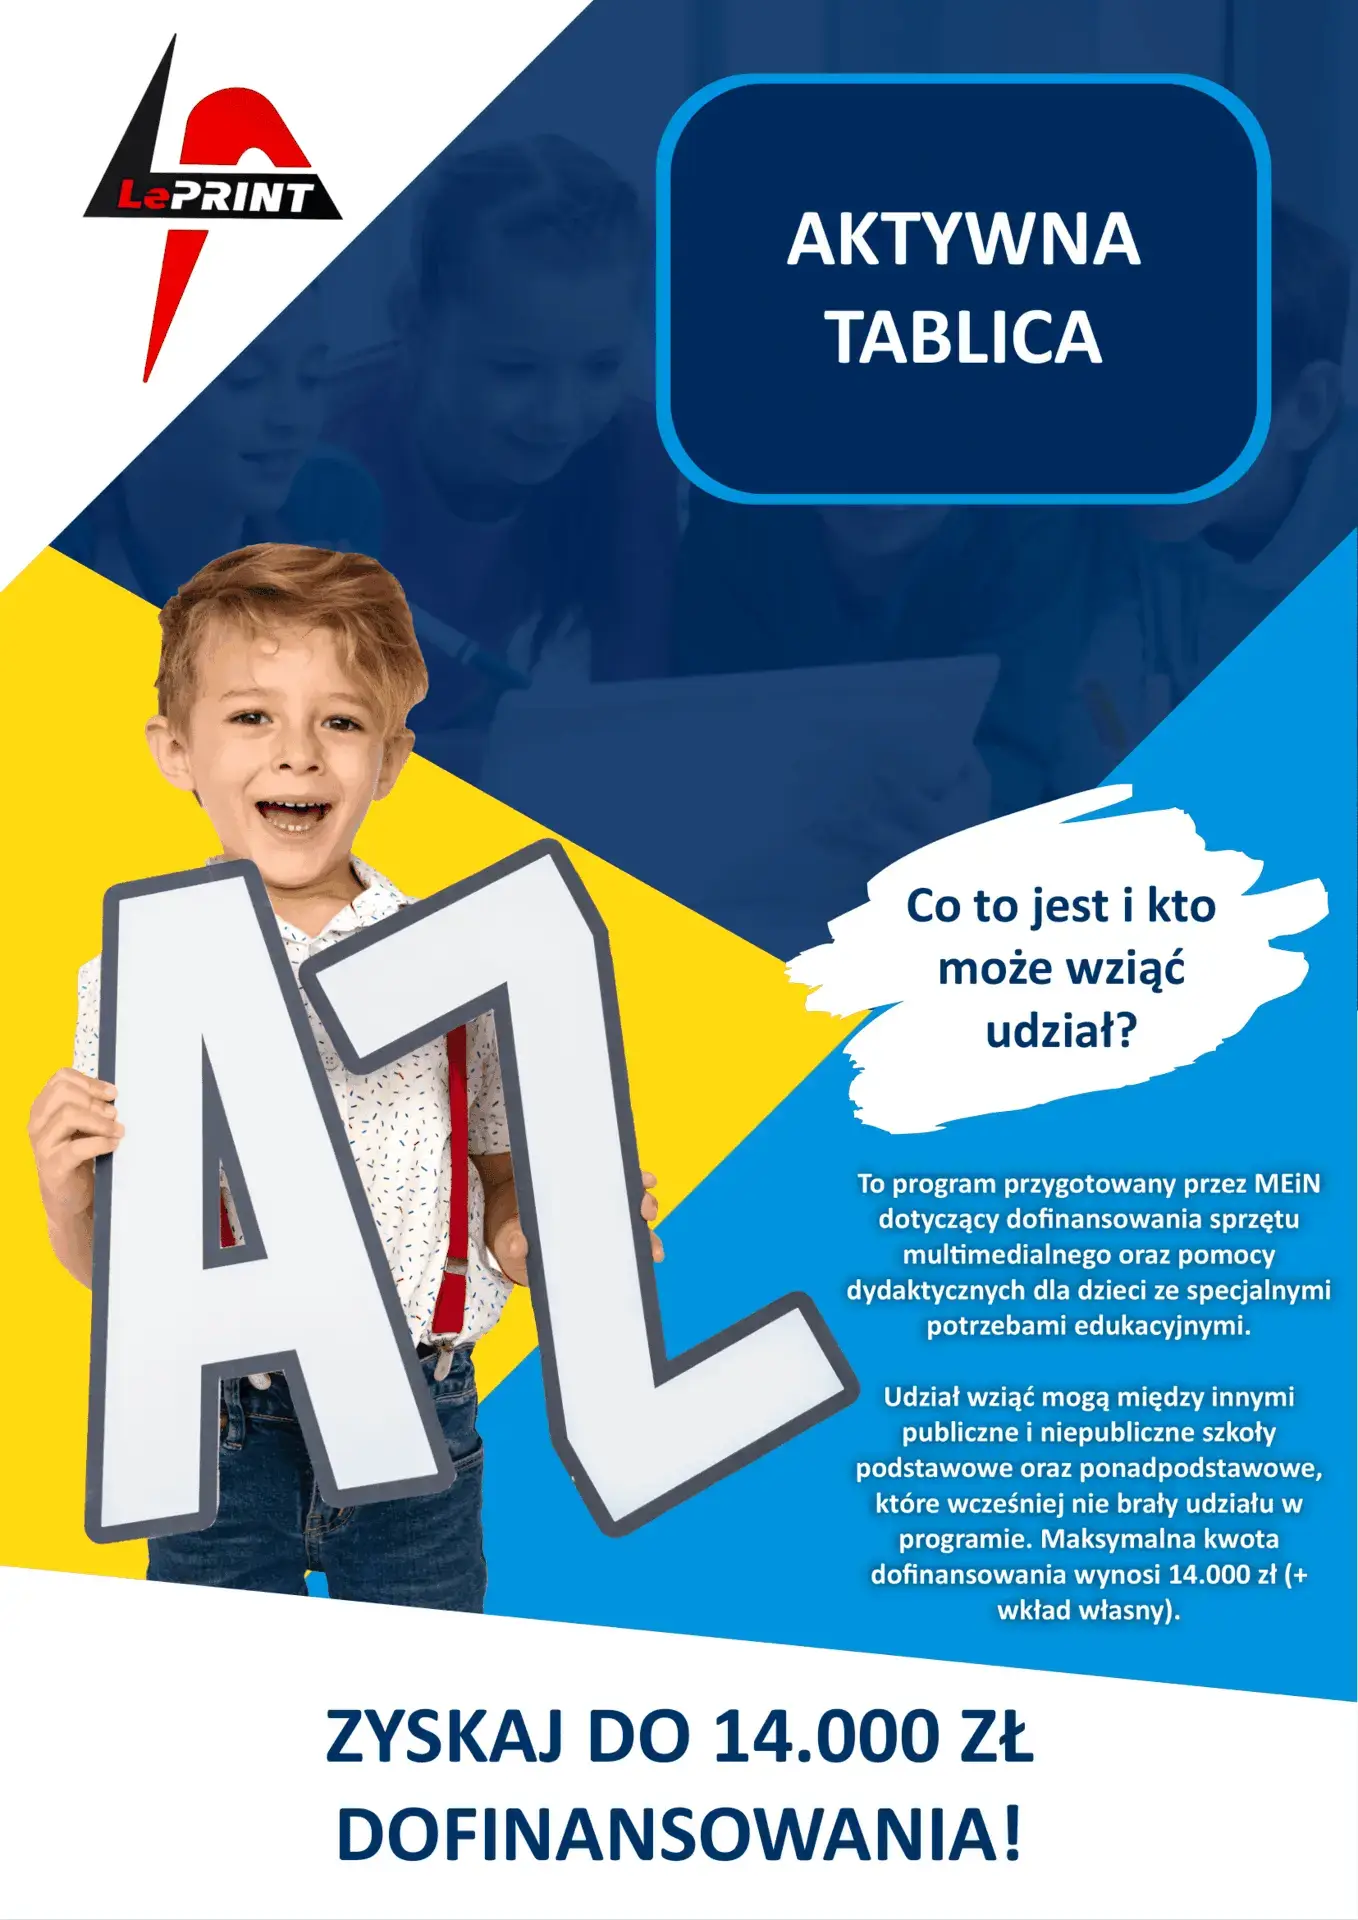 LePRINT
AKTYWNA
TABLICA
AZ
Co to jest i kto
może wziąć
udział?
To program przygotowany przez MEiN
dotyczący dofinansowania sprzętu
multimedialnego oraz pomocy
dydaktycznych dla dzieci ze specjalnymi
potrzebami edukacyjnymi.
Udział wziąć mogą między innymi
publiczne i niepubliczne szkoły
podstawowe oraz ponadpodstawowe,
które wcześniej nie brały udziału w
programie. Maksymalna kwota
dofinansowania wynosi 14.000 zł (+
wkład własny).
ZYSKAJ DO 14.000 ZŁ
DOFINANSOWANIA!